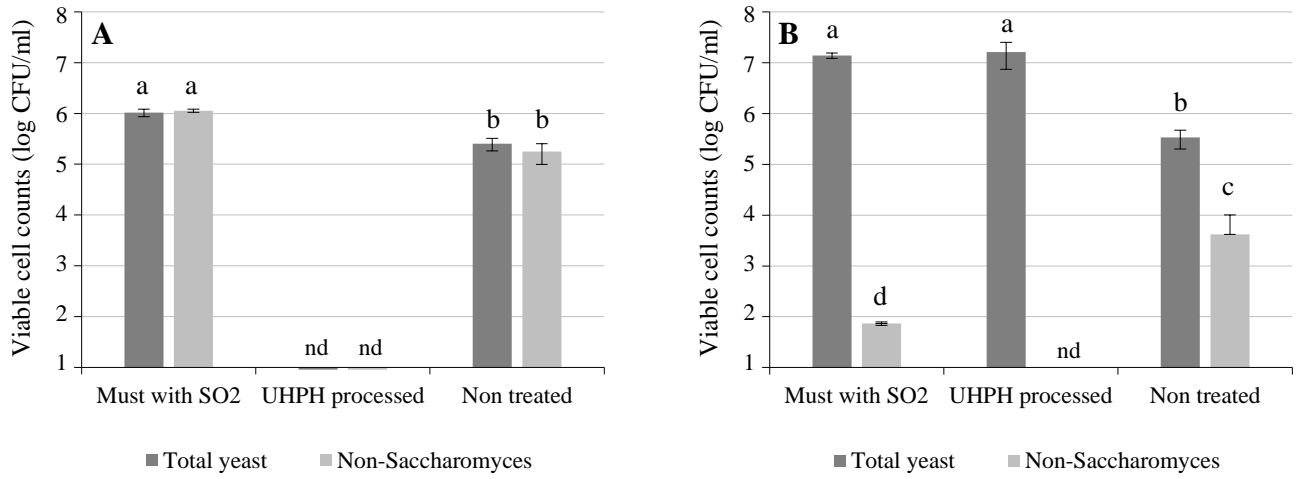 A
Viable cell counts (log CFU/ml)
8
7
6
5
4
3
2
1
a a
nd nd
b b
Must with SO2 UHPH processed Non treated
Total yeast Non-Saccharomyces
B
Viable cell counts (log CFU/ml)
8
7
6
5
4
3
2
1
a
d
a
nd
b
c
Must with SO2 UHPH processed Non treated
Total yeast Non-Saccharomyces